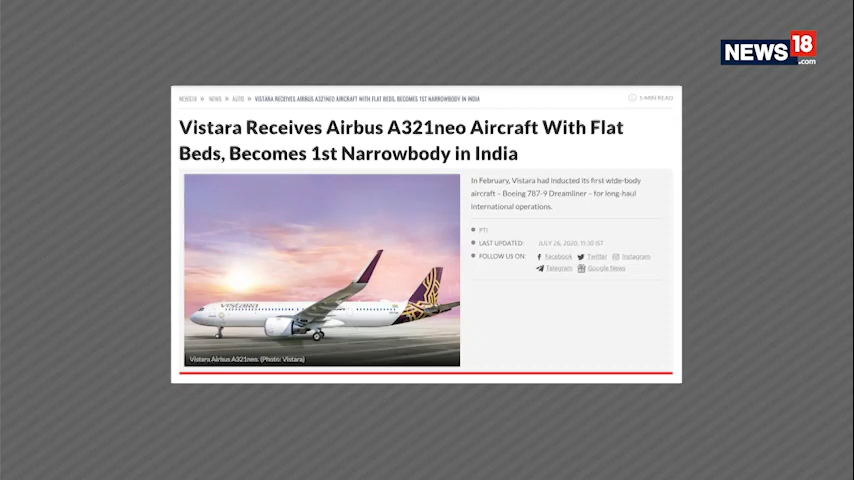 NEWS18
.com
NEWS18 » NEWS » AUTO » VISTARA RECEIVES AIRBUS A321NEO AIRCRAFT WITH FLAT BEDS, BECOMES 1ST NARROWBODY IN INDIA
5-MIN READ
Vistara Receives Airbus A321neo Aircraft With Flat
Beds, Becomes 1st Narrowbody in India
In February, Vistara had inducted its first wide-body
aircraft – Boeing 787-9 Dreamliner – for long-haul
international operations.
PTI
LAST UPDATED: JULY 26, 2020, 11:30 IST
FOLLOW US ON: Facebook Twitter Instagram
Telegram Google News
VISTARA
Vistara Airbus A321neo. (Photo: Vistara)